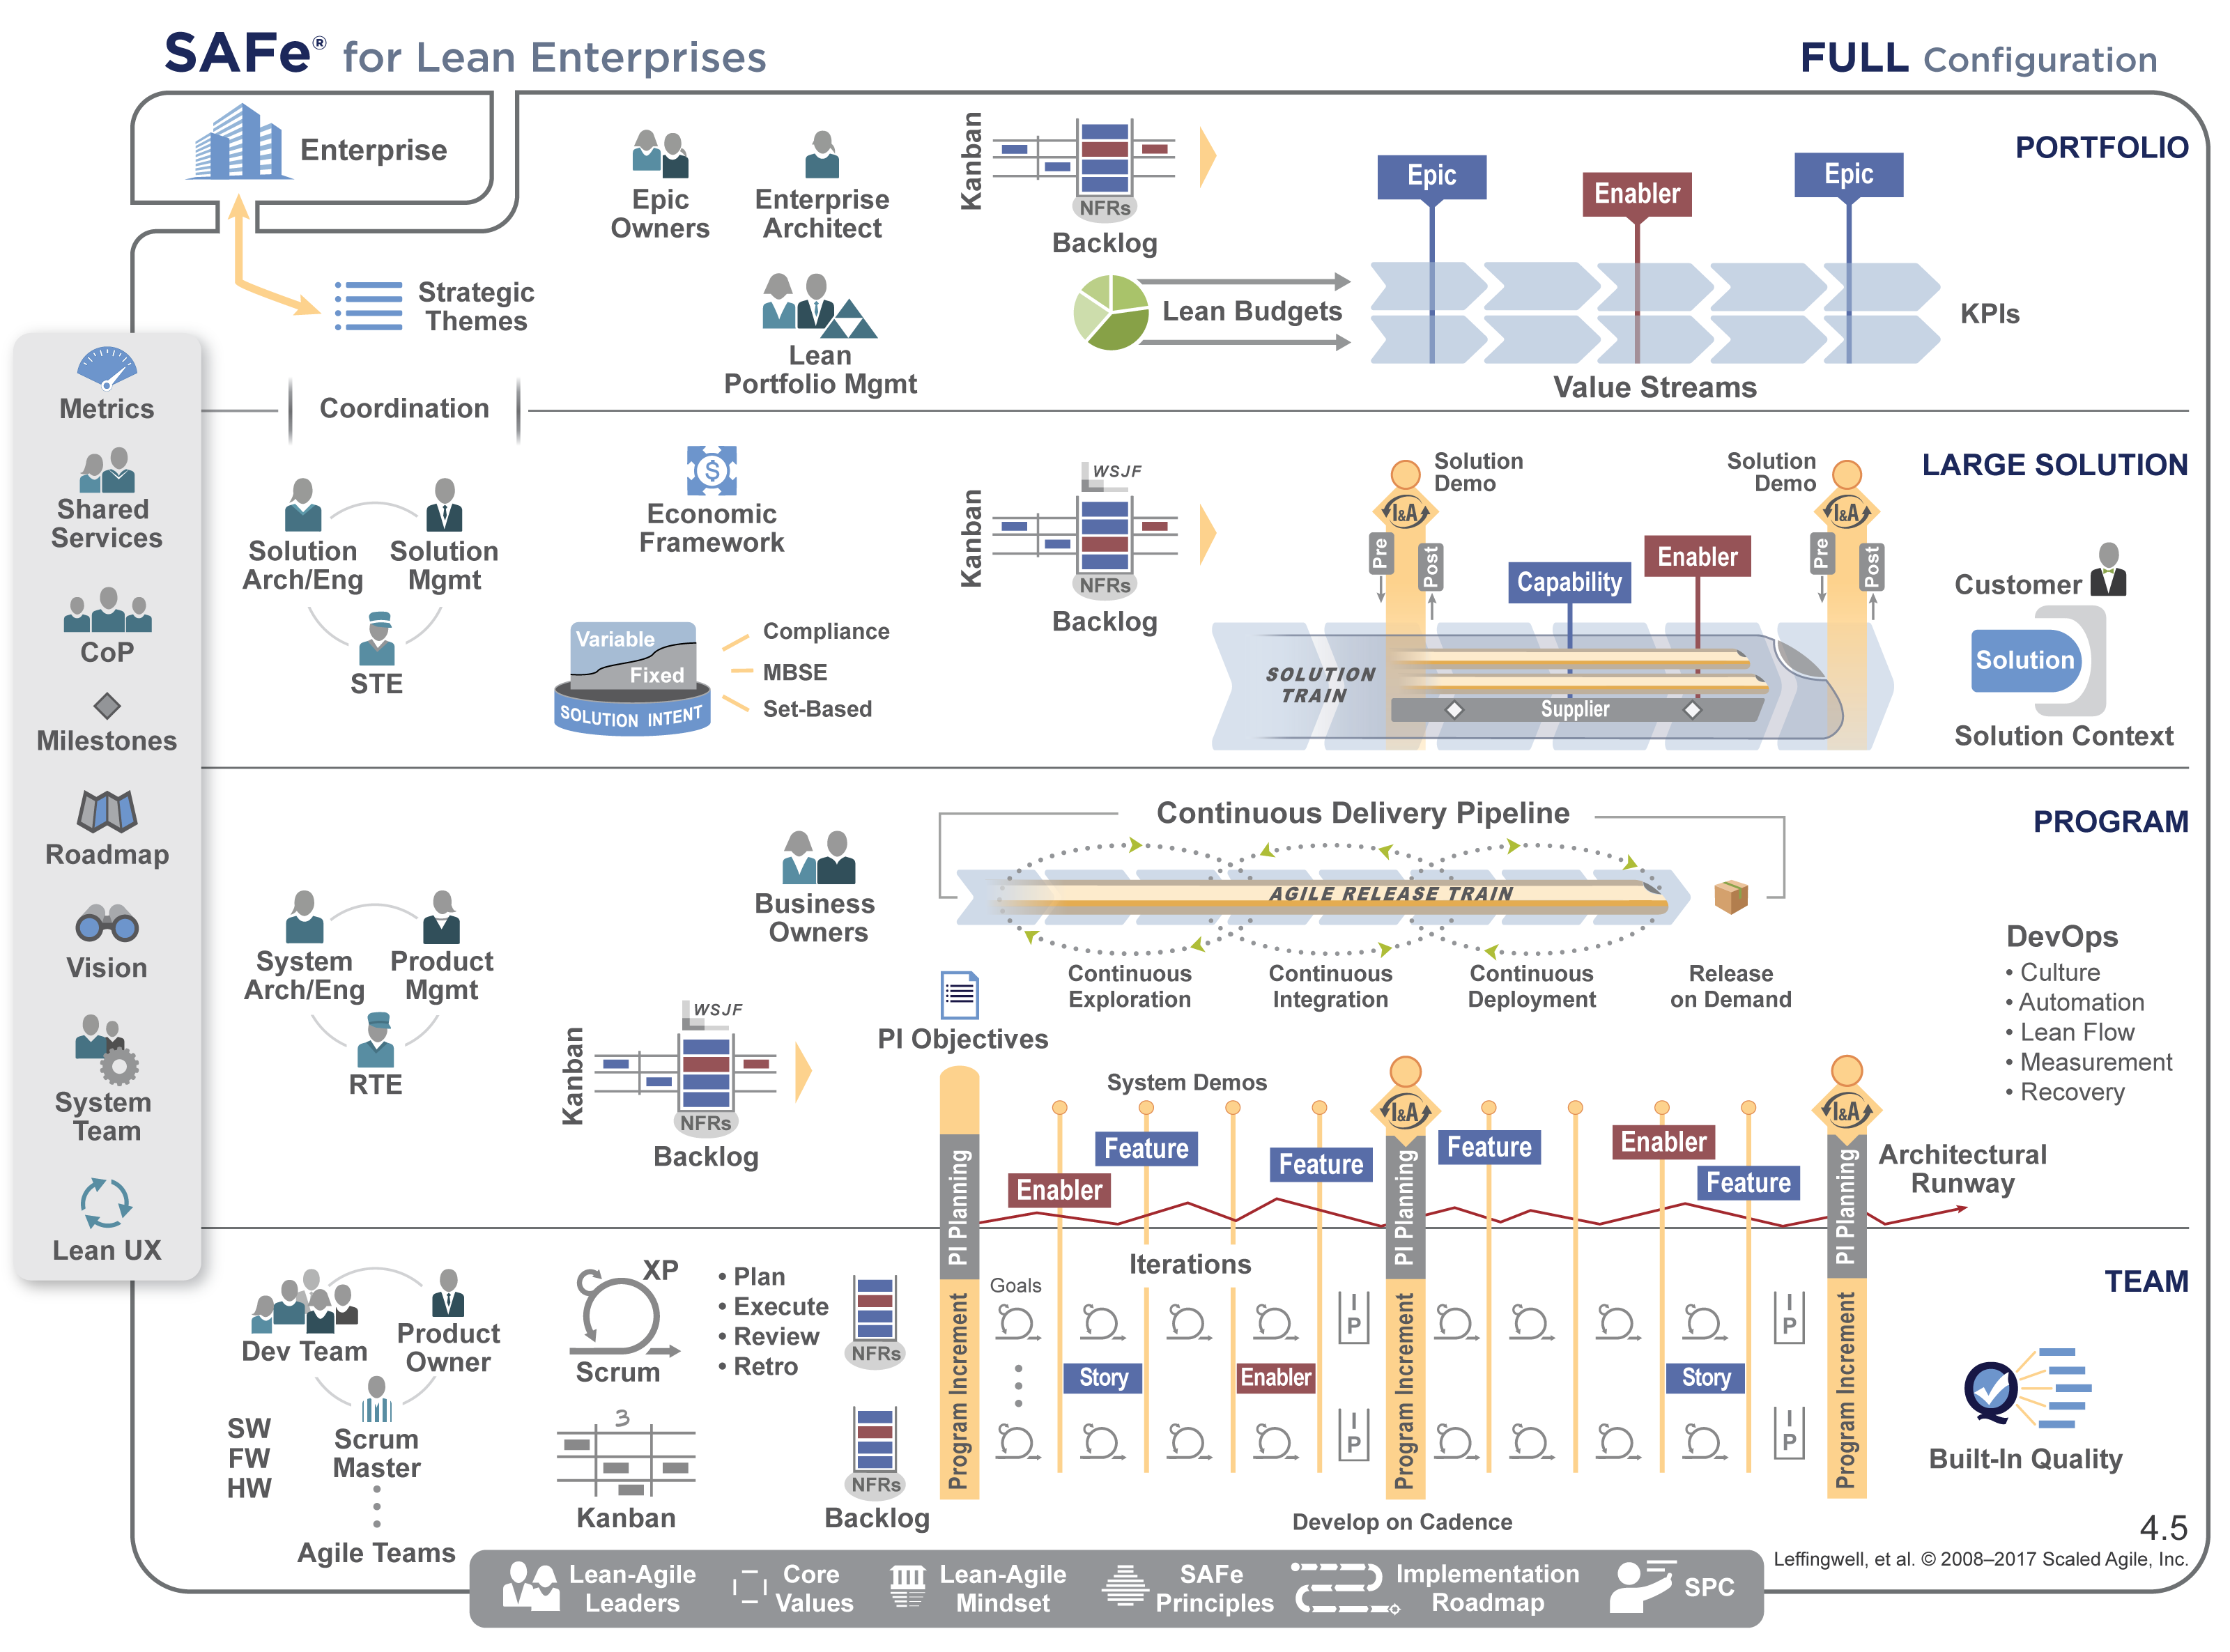 SAFe® for Lean Enterprises
FULL Configuration
Enterprise
Epic
Owners
Enterprise
Architect
Kanban
NFRs
Backlog
Epic
Enabler
Epic
PORTFOLIO
Strategic
Themes
Lean
Portfolio Mgmt
Lean Budgets
KPIs
Value Streams
Metrics
Shared
Services
CoP
Milestones
Roadmap
Vision
System
Team
Lean UX
Coordination
Solution
Arch/Eng
Solution
Mgmt
STE
$
Economic
Framework
Variable
Fixed
SOLUTION INTENT
Compliance
MBSE
Set-Based
Kanban
WSJF
NFRs
Backlog
Solution
Demo
I&A
Pre
Post
Capability
Enabler
Solution
Demo
I&A
Pre
Post
SOLUTION
TRAIN
Supplier
LARGE SOLUTION
Customer
Solution
Solution Context
System
Arch/Eng
Product
Mgmt
RTE
Business
Owners
Continuous Delivery Pipeline
AGILE RELEASE TRAIN
Continuous
Exploration
Continuous
Integration
Continuous
Deployment
Release
on Demand
PROGRAM
DevOps
• Culture
• Automation
• Lean Flow
• Measurement
• Recovery
Kanban
WSJF
NFRs
Backlog
PI Objectives
System Demos
PI Planning
Enabler
Feature
Feature
I&A
PI Planning
Feature
Enabler
Feature
I&A
PI Planning
Architectural
Runway
Dev Team
Product
Owner
Scrum
Master
SW
FW
HW
Agile Teams
XP
Scrum
• Plan
• Execute
• Review
• Retro
NFRs
3
Kanban
NFRs
Backlog
Program Increment
Iterations
Goals
Story
Enabler
I
P
I
P
Program Increment
Story
I
P
I
P
Program Increment
Develop on Cadence
TEAM
Built-In Quality
4.5
Leffingwell, et al. © 2008–2017 Scaled Agile, Inc.
Lean-Agile
Leaders
Core
Values
Lean-Agile
Mindset
SAFe
Principles
Implementation
Roadmap
SPC